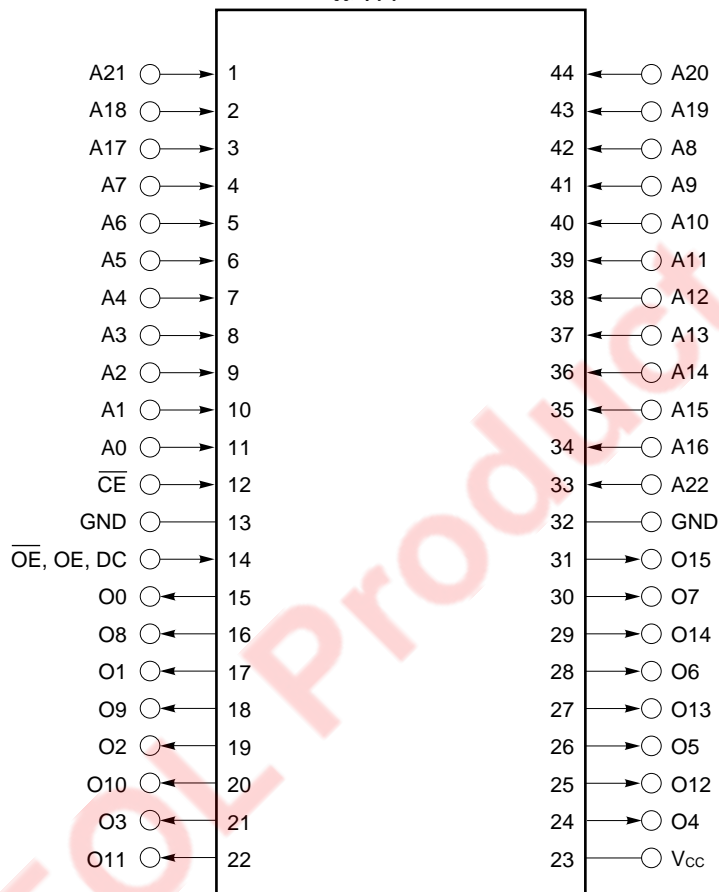 A21 1 44 A20
A18 2 43 A19
A17 3 42 A8
A7 4 41 A9
A6 5 40 A10
A5 6 39 A11
A4 7 38 A12
A3 8 37 A13
A2 9 36 A14
A1 10 35 A15
A0 11 34 A16
C̅E̅ 12 33 A22
GND 13 32 GND
O̅E̅, OE, DC 14 31 O15
O0 15 30 O7
O8 16 29 O14
O1 17 28 O6
O9 18 27 O13
O2 19 26 O5
O10 20 25 O12
O3 21 24 O4
O11 22 23 VCC
EOL Product